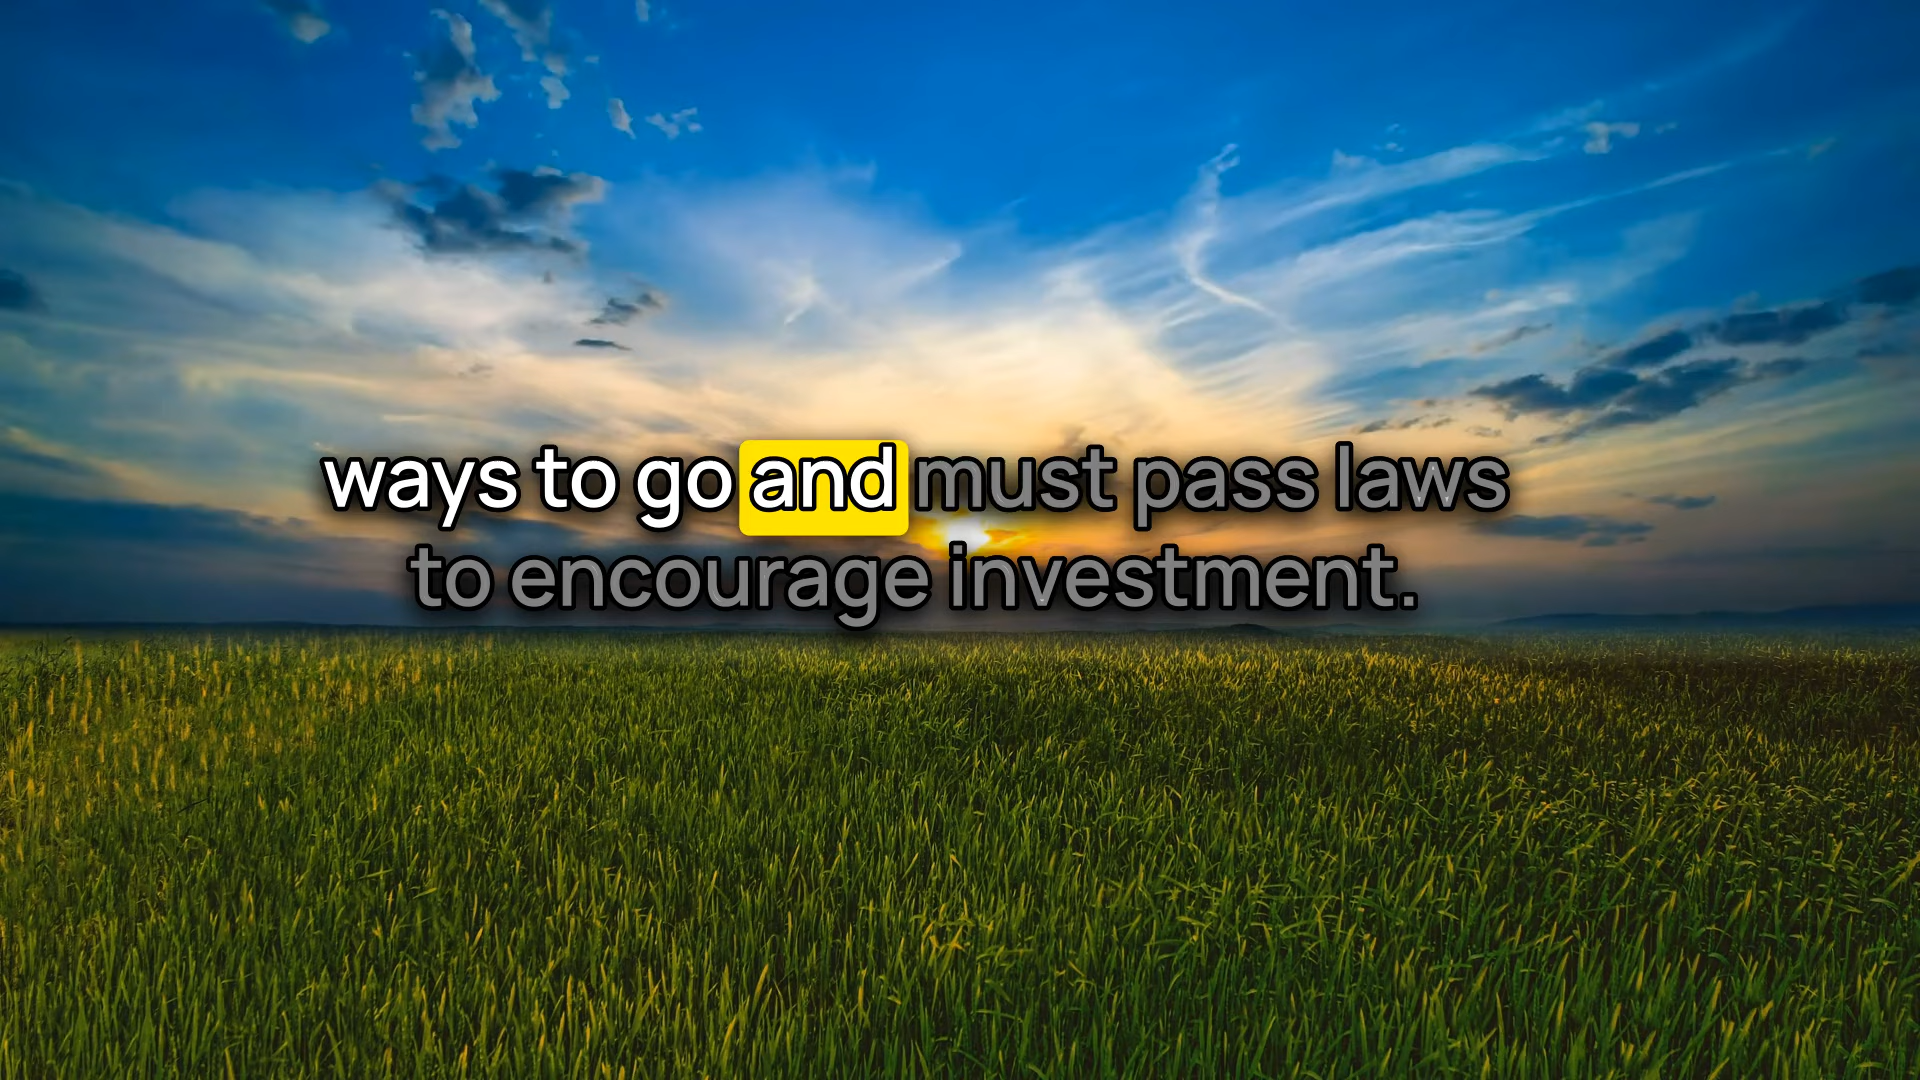 ways to go and must pass laws
to encourage investment.